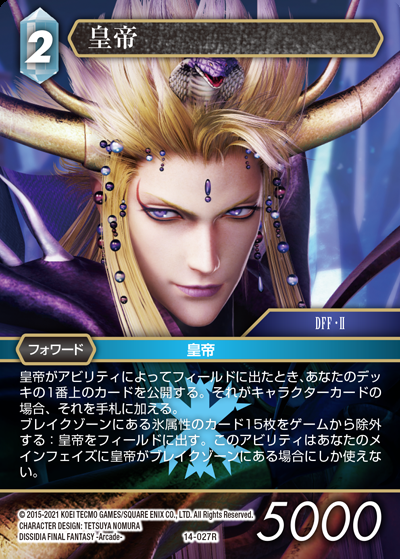 2
皇帝
DFF・II
フォワード
皇帝
皇帝がアビリティによってフィールドに出たとき、あなたのデッ
キの1番上のカードを公開する。それがキャラクターカードの
場合、それを手札に加える。
ブレイクゾーンにある氷属性のカード15枚をゲームから除外
する：皇帝をフィールドに出す。このアビリティはあなたのメ
インフェイズに皇帝がブレイクゾーンにある場合にしか使えな
い。
© 2015-2021 KOEI TECMO GAMES/SQUARE ENIX CO., LTD. All Rights Reserved.
CHARACTER DESIGN: TETSUYA NOMURA
DISSIDIA FINAL FANTASY -Arcade-
14-027R
5000